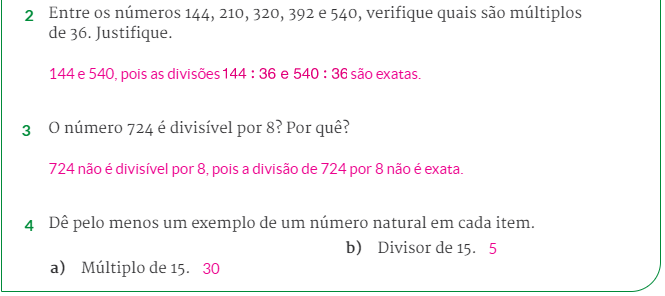 2 Entre os números 144, 210, 320, 392 e 540, verifique quais são múltiplos
de 36. Justifique.
144 e 540, pois as divisões 144 : 36 e 540 : 36 são exatas.
3 O número 724 é divisível por 8? Por quê?
724 não é divisível por 8, pois a divisão de 724 por 8 não é exata.
4 Dê pelo menos um exemplo de um número natural em cada item.
b) Divisor de 15. 5
a) Múltiplo de 15. 30